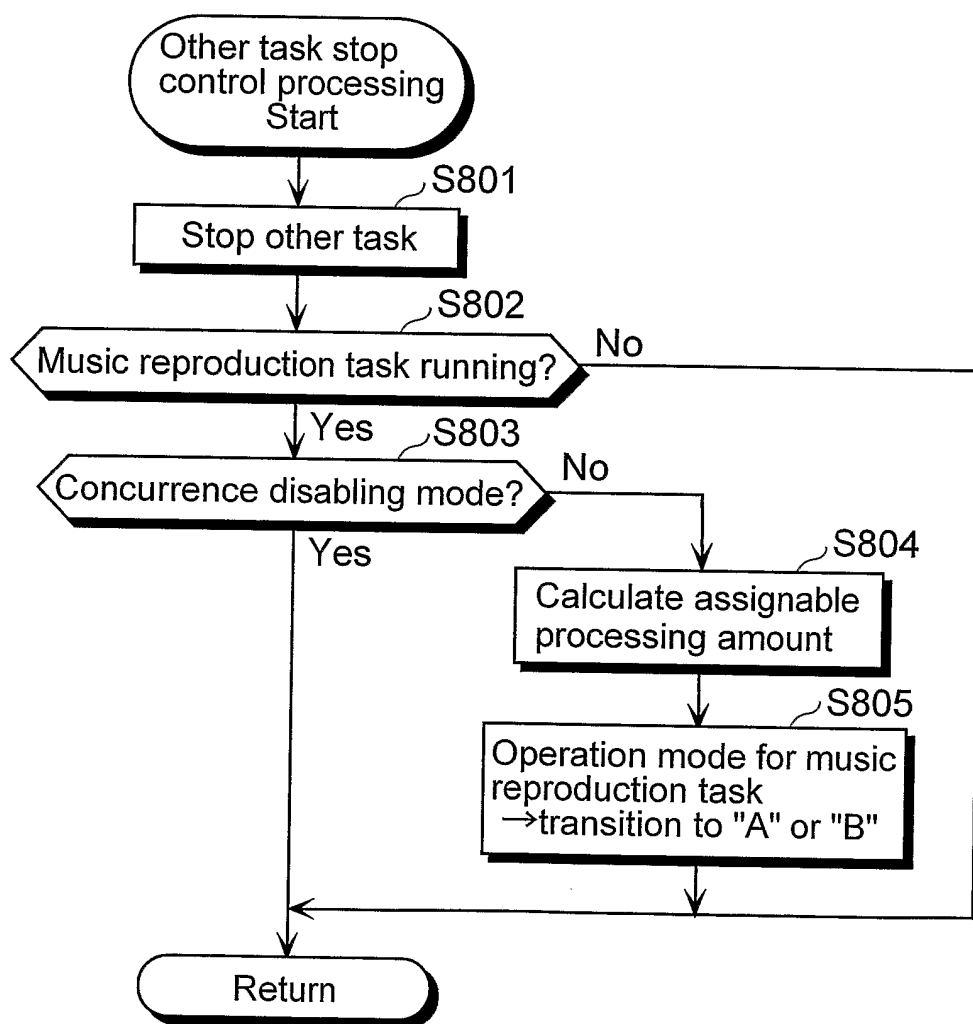 Other task stop
control processing
Start
S801
Stop other task
S802
Music reproduction task running?
No
Yes
S803
Concurrence disabling mode?
No
Yes
S804
Calculate assignable
processing amount
S805
Operation mode for music
reproduction task
→transition to "A" or "B"
Return